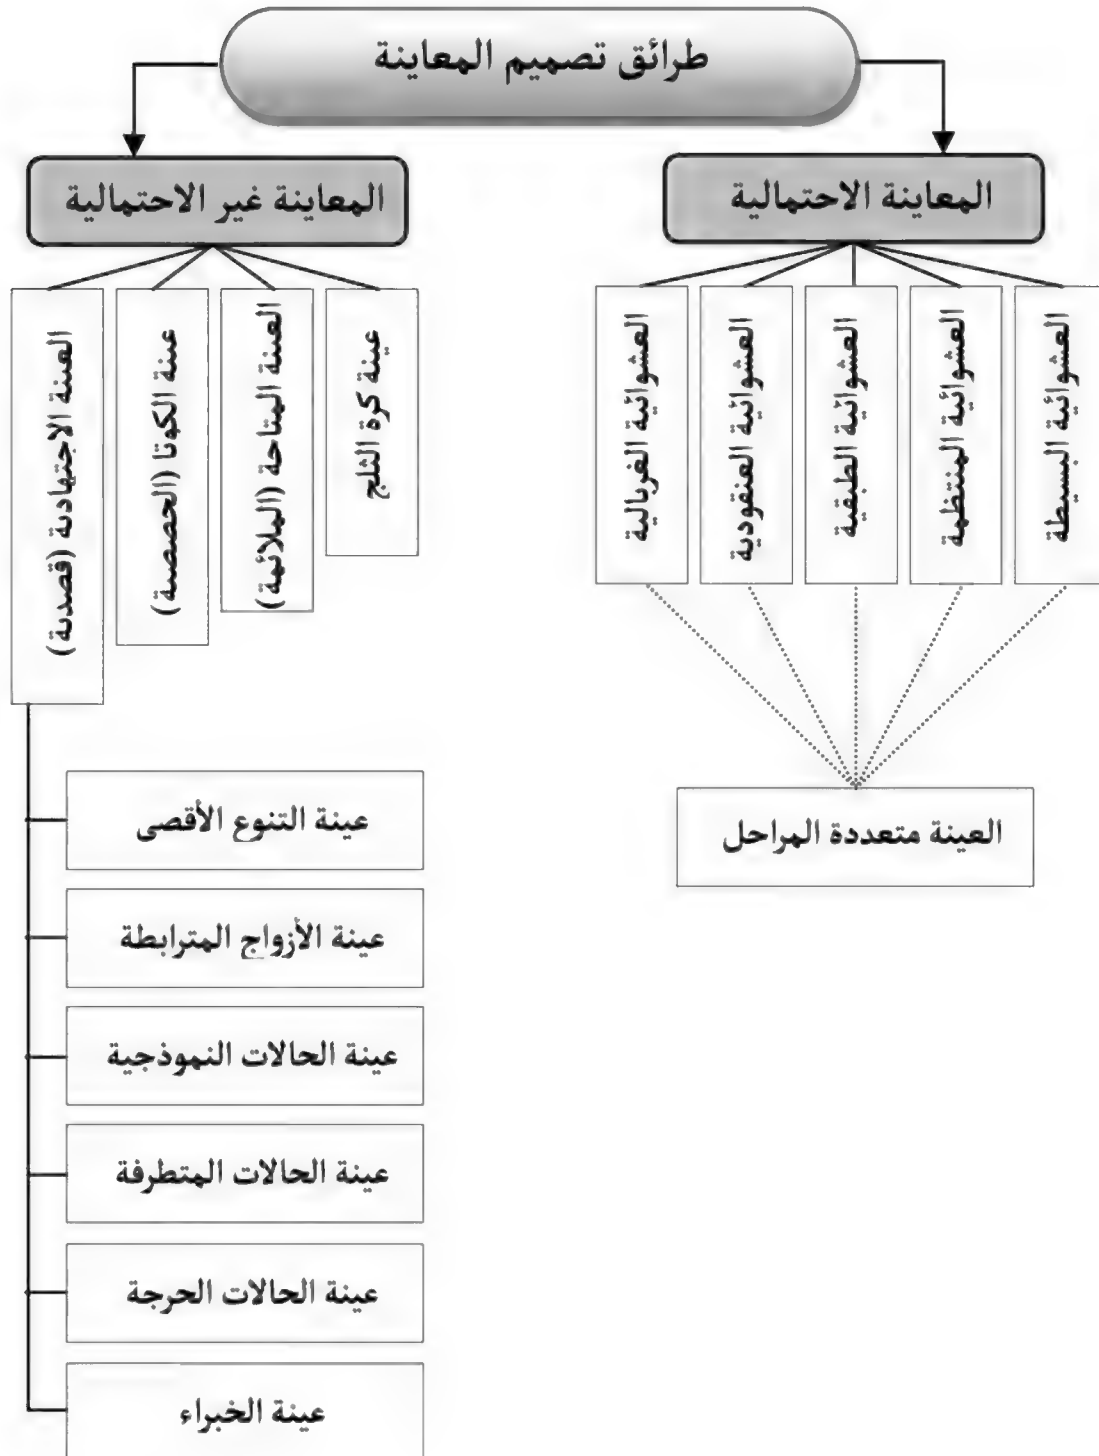 طرائق تصميم المعاينة
المعاينة الاحتمالية
المعاينة غير الاحتمالية
العشوائية البسيطة
العشوائية المنتظمة
العشوائية الطبقية
العشوائية العنقودية
العشوائية الغربالية
عينة كرة الثلج
العينة المتاحة (الملائمة)
عينة الكوتا (الحصصية)
العينة الاجتهادية (قصدية)
العينة متعددة المراحل
عينة التنوع الأقصى
عينة الأزواج المترابطة
عينة الحالات النموذجية
عينة الحالات المتطرفة
عينة الحالات الحرجة
عينة الخبراء